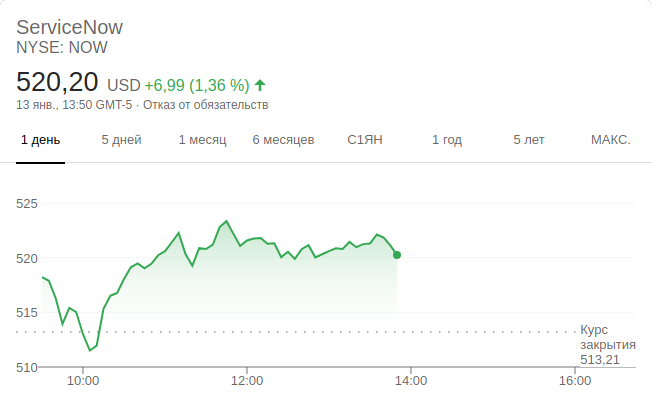 ServiceNow
NYSE: NOW
520,20 USD +6,99 (1,36 %)
13 янв., 13:50 GMT-5 · Отказ от обязательств
1 день 5 дней 1 месяц 6 месяцев С1ЯН 1 год 5 лет МАКС.
525
520
515
510
Курс
закрытия
513,21
10:00 12:00 14:00 16:00